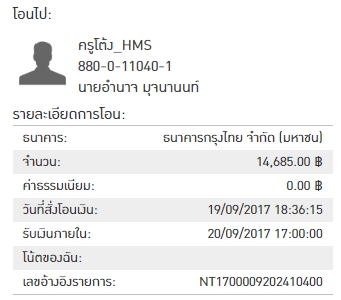 โอนไป:
ครูโต้ง_HMS
880-0-11040-1
นายอำนาจ มุจนานนท์
รายละเอียดการโอน:
ธนาคาร: ธนาคารกรุงไทย จำกัด (มหาชน)
จำนวน: 14,685.00 ฿
ค่าธรรมเนียม: 0.00 ฿
วันที่สั่งโอนเงิน: 19/09/2017 18:36:15
รับเงินภายใน: 20/09/2017 17:00:00
โน้ตของฉัน:
เลขอ้างอิงรายการ: NT1700009202410400